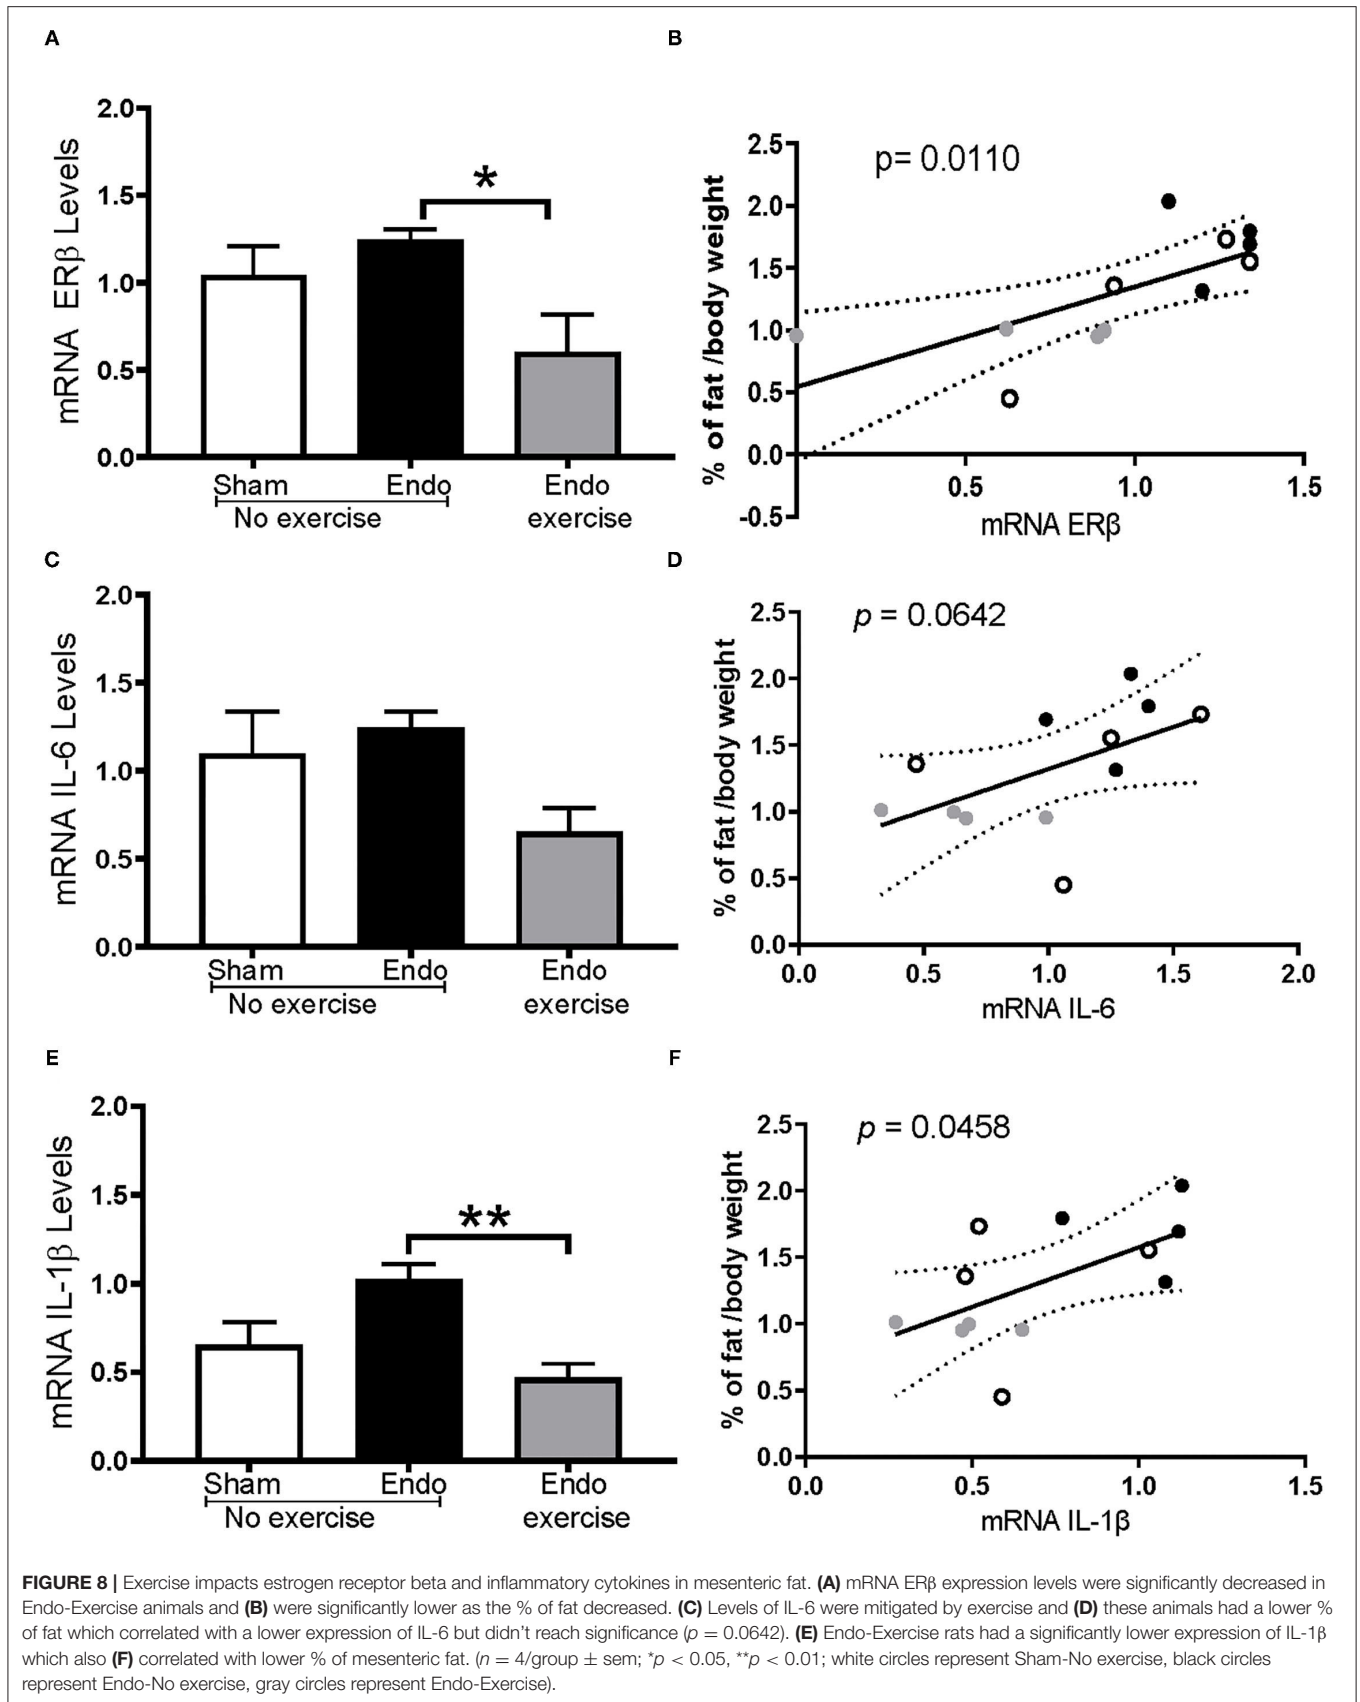 A
2.0
1.5
1.0
0.5
0.0
mRNA ERβ Levels
*
Sham Endo Endo
No exercise exercise
B
2.5
2.0
1.5
1.0
0.5
0.0
-0.5
% of fat /body weight
p= 0.0110
0.5 1.0 1.5
mRNA ERβ
C
2.0
1.5
1.0
0.5
0.0
mRNA IL-6 Levels
Sham Endo Endo
No exercise exercise
D
2.5
2.0
1.5
1.0
0.5
0.0
% of fat /body weight
p = 0.0642
0.0 0.5 1.0 1.5 2.0
mRNA IL-6
E
2.0
1.5
1.0
0.5
0.0
mRNA IL-1β Levels
**
Sham Endo Endo
No exercise exercise
F
2.5
2.0
1.5
1.0
0.5
0.0
% of fat /body weight
p = 0.0458
0.0 0.5 1.0 1.5
mRNA IL-1β
FIGURE 8 | Exercise impacts estrogen receptor beta and inflammatory cytokines in mesenteric fat. (A) mRNA ERβ expression levels were significantly decreased in
Endo-Exercise animals and (B) were significantly lower as the % of fat decreased. (C) Levels of IL-6 were mitigated by exercise and (D) these animals had a lower %
of fat which correlated with a lower expression of IL-6 but didn't reach significance (p = 0.0642). (E) Endo-Exercise rats had a significantly lower expression of IL-1β
which also (F) correlated with lower % of mesenteric fat. (n = 4/group ± sem; *p < 0.05, **p < 0.01; white circles represent Sham-No exercise, black circles
represent Endo-No exercise, gray circles represent Endo-Exercise).